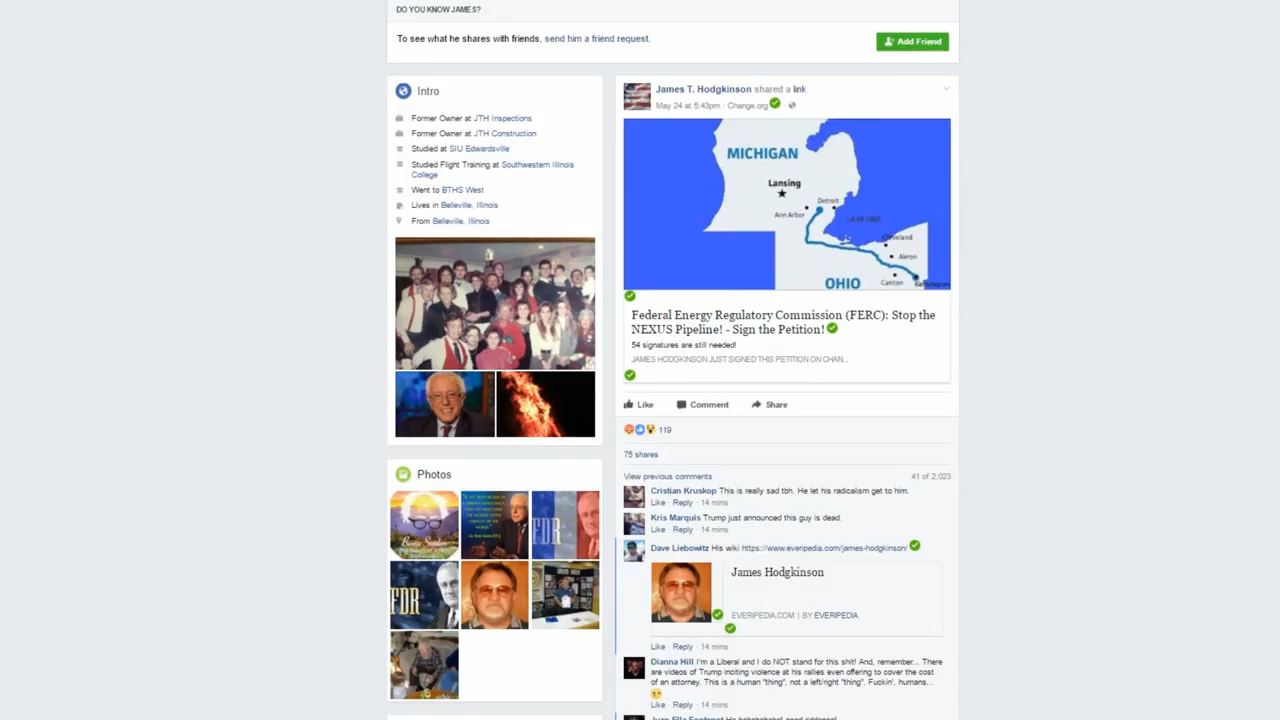 DO YOU KNOW JAMES?
To see what he shares with friends, send him a friend request.
Add Friend
Intro
Former Owner at JTH Inspections
Former Owner at JTH Construction
Studied at SIU Edwardsville
Studied Flight Training at Southwestern Illinois
College
Went to BTHS West
Lives in Belleville, Illinois
From Belleville, Illinois
Photos
FDR
FDR
James T. Hodgkinson shared a link.
May 24 at 5:43pm · Change.org
MICHIGAN
Lansing
Detroit
Ann Arbor
LAKE ERIE
Cleveland
Akron
Canton
Kensington
OHIO
Federal Energy Regulatory Commission (FERC): Stop the
NEXUS Pipeline! - Sign the Petition!
54 signatures are still needed!
JAMES HODGKINSON JUST SIGNED THIS PETITION ON CHAN...
Like Comment Share
119
75 shares
View previous comments 41 of 2,023
Cristian Kruskop This is really sad tbh. He let his radicalism get to him.
Like · Reply · 14 mins
Kris Marquis Trump just announced this guy is dead.
Like · Reply · 14 mins
Dave Liebowitz His wiki https://www.everipedia.com/james-hodgkinson/
James Hodgkinson
EVERIPEDIA.COM | BY EVERIPEDIA
Like · Reply · 14 mins
Dianna Hill I'm a Liberal and I do NOT stand for this shit! And, remember... There
are videos of Trump inciting violence at his rallies even offering to cover the cost
of an attorney. This is a human "thing", not a left/right "thing". Fuckin', humans...
Like · Reply · 14 mins